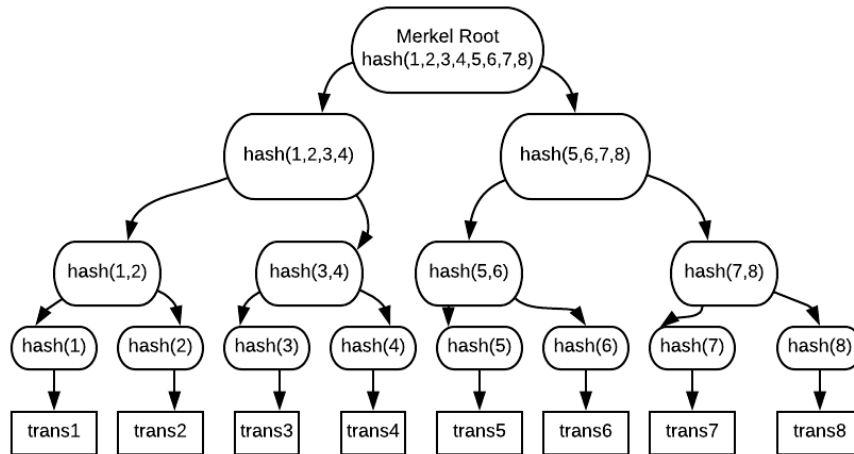 Merkel Root
hash(1,2,3,4,5,6,7,8)
hash(1,2,3,4)
hash(5,6,7,8)
hash(1,2)
hash(3,4)
hash(5,6)
hash(7,8)
hash(1)
hash(2)
hash(3)
hash(4)
hash(5)
hash(6)
hash(7)
hash(8)
trans1
trans2
trans3
trans4
trans5
trans6
trans7
trans8